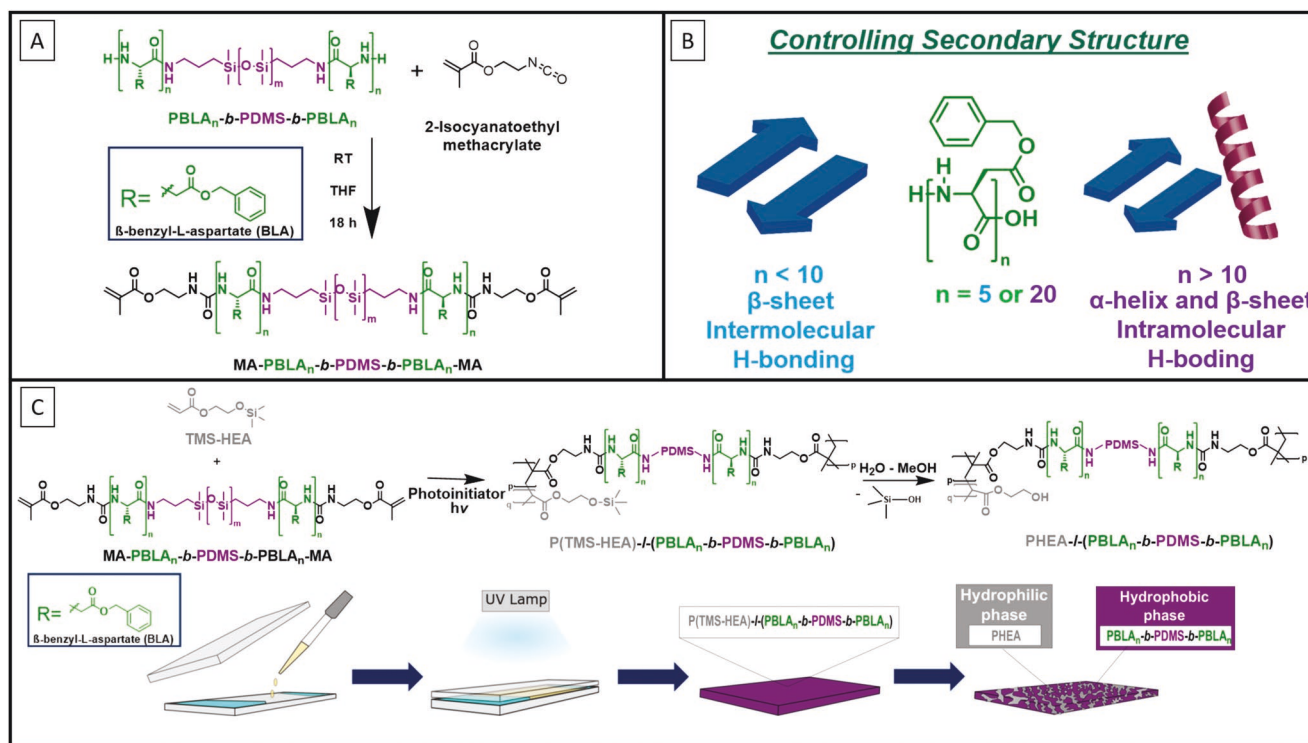 A
PBLAn-b-PDMS-b-PBLAn
+
2-Isocyanatoethyl
methacrylate
RT
THF
18 h
R=
ß-benzyl-L-aspartate (BLA)
MA-PBLAn-b-PDMS-b-PBLAn-MA
B
Controlling Secondary Structure
n < 10
β-sheet
Intermolecular
H-bonding
n = 5 or 20
n > 10
α-helix and β-sheet
Intramolecular
H-boding
C
TMS-HEA
+
MA-PBLAn-b-PDMS-b-PBLAn-MA
Photoinitiator
hν
P(TMS-HEA)-l-(PBLAn-b-PDMS-b-PBLAn)
H2O - MeOH
-
PHEA-l-(PBLAn-b-PDMS-b-PBLAn)
R=
ß-benzyl-L-aspartate (BLA)
UV Lamp
P(TMS-HEA)-l-(PBLAn-b-PDMS-b-PBLAn)
Hydrophilic
phase
PHEA
Hydrophobic
phase
PBLAn-b-PDMS-b-PBLAn